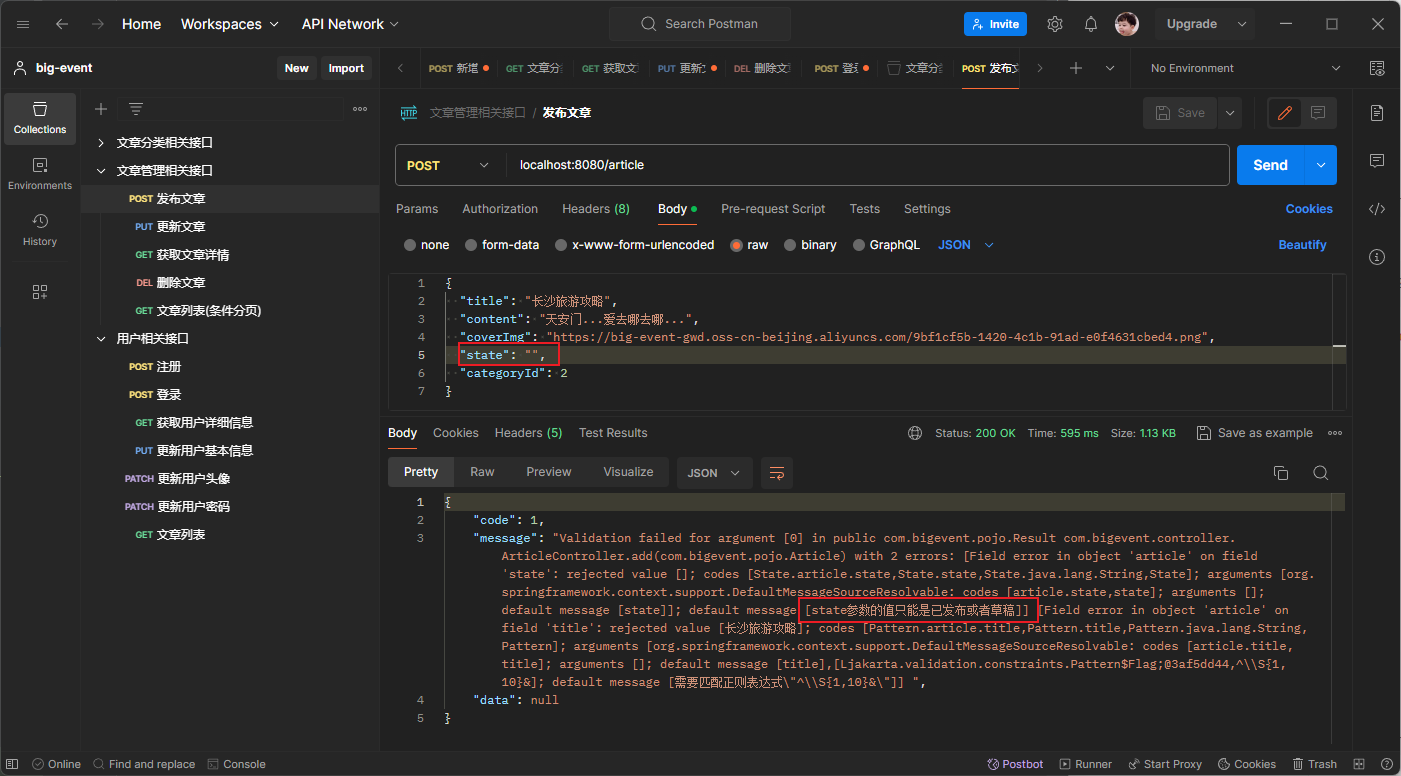 Home Workspaces API Network Search Postman Invite Upgrade
big-event New Import POST 新增 GET 文章分 GET 获取文 PUT 更新 DEL 删除文 POST 登 文章分 POST 发布文 No Environment
Collections
Environments
History
文章分类相关接口
文章管理相关接口
POST 发布文章
PUT 更新文章
GET 获取文章详情
DEL 删除文章
GET 文章列表(条件分页)
用户相关接口
POST 注册
POST 登录
GET 获取用户详细信息
PUT 更新用户基本信息
PATCH 更新用户头像
PATCH 更新用户密码
GET 文章列表
HTTP 文章管理相关接口 / 发布文章 Save
POST localhost:8080/article Send
Params Authorization Headers (8) Body Pre-request Script Tests Settings Cookies
none form-data x-www-form-urlencoded raw binary GraphQL JSON Beautify
1 {
2 "title": "长沙旅游攻略",
3 "content": "天安门...爱去哪去哪...",
4 "coverImg": "https://big-event-gwd.oss-cn-beijing.aliyuncs.com/9bf1cf5b-1420-4c1b-91ad-e0f4631cbed4.png",
5 "state": "",
6 "categoryId": 2
7 }
Body Cookies Headers (5) Test Results Status: 200 OK Time: 595 ms Size: 1.13 KB Save as example
Pretty Raw Preview Visualize JSON
1 {
2 "code": 1,
3 "message": "Validation failed for argument [0] in public com.bigevent.pojo.Result com.bigevent.controller.
ArticleController.add(com.bigevent.pojo.Article) with 2 errors: [Field error in object 'article' on field
'state': rejected value []; codes [State.article.state,State.state,State.java.lang.String,State]; arguments [org.
springframework.context.support.DefaultMessageSourceResolvable: codes [article.state,state]; arguments [];
default message [state]]; default message [state参数的值只能是已发布或者草稿]] [Field error in object 'article' on
field 'title': rejected value [长沙旅游攻略]; codes [Pattern.article.title,Pattern.title,Pattern.java.lang.String,
Pattern]; arguments [org.springframework.context.support.DefaultMessageSourceResolvable: codes [article.title,
title]; arguments []; default message [title],[Ljakarta.validation.constraints.Pattern$Flag;@3af5dd44,^\\S{1,
10}&]; default message [需要匹配正则表达式\"^\\S{1,10}&\"]] ",
4 "data": null
5 }
Online Find and replace Console Postbot Runner Start Proxy Cookies Trash